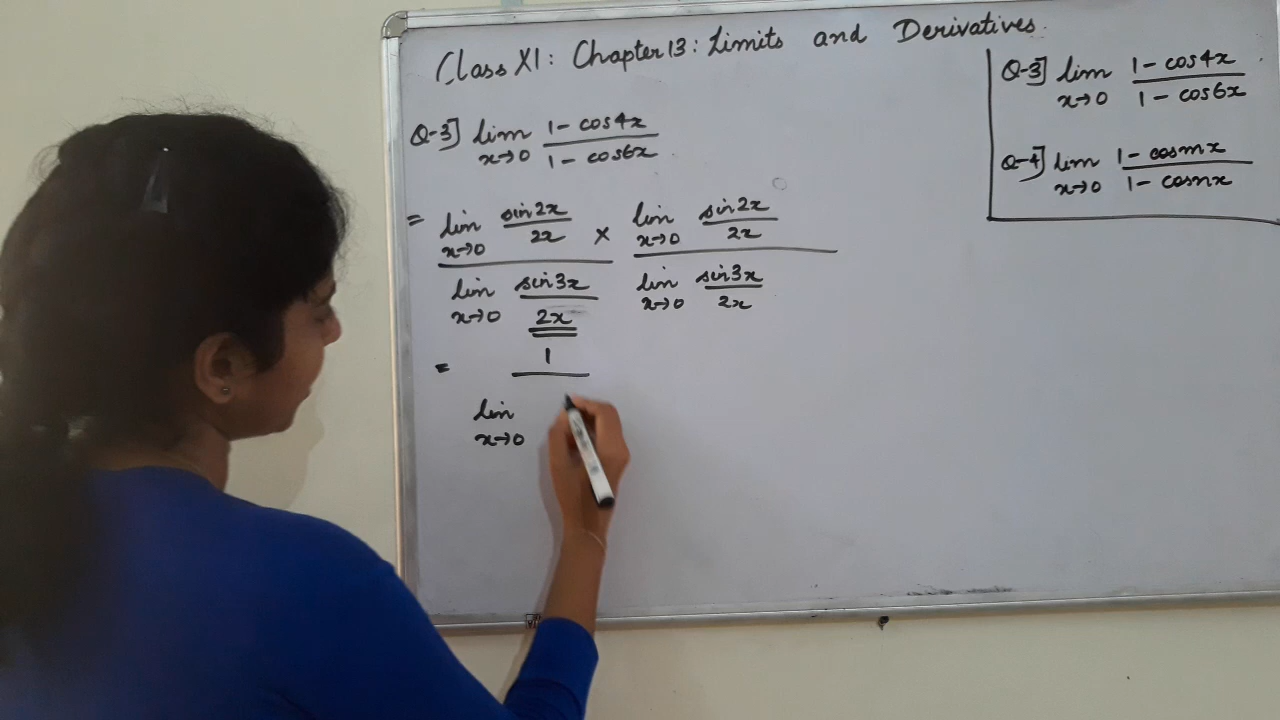 Class XI: Chapter 13: Limits and Derivatives.
Q-3] lim x→0 (1 - cos4x)/(1 - cos6x)
Q-4] lim x→0 (1 - cosmx)/(1 - cosnx)
Q-3] lim x→0 (1 - cos4x)/(1 - cos6x)
= lim x→0 sin2x/2x × lim x→0 sin2x/2x
lim x→0 sin3x/2x lim x→0 sin3x/2x
= 1
lim x→0